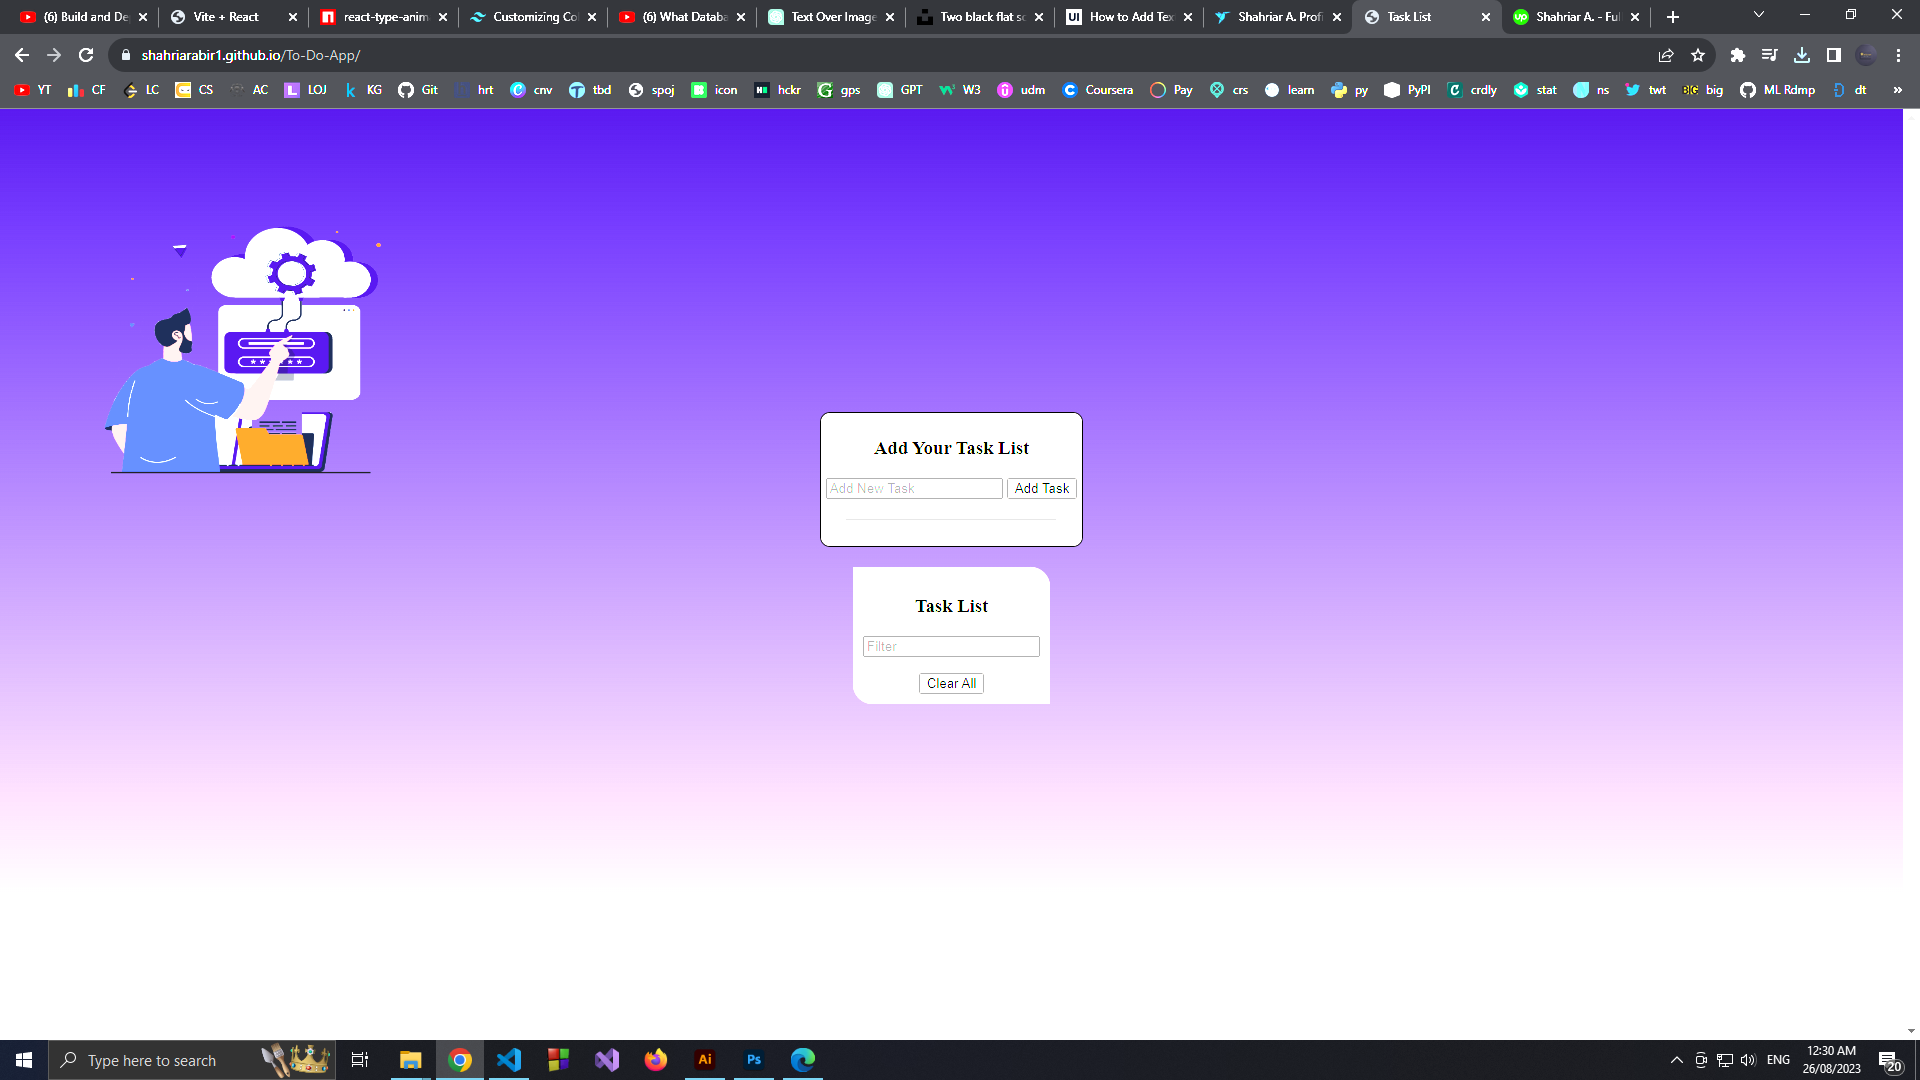 (6) Build and De
Vite + React
react-type-anim
Customizing Co
(6) What Databa
Text Over Image
Two black flat sc
How to Add Tex
Shahriar A. Profi
Task List
Shahriar A. - Ful
shahriarabir1.github.io/To-Do-App/
YT CF LC CS AC LOJ KG Git hrt cnv tbd spoj icon hckr gps GPT W3 udm Coursera Pay crs learn py PyPI crdly stat ns twt big ML Rdmp dt »
* * * * * *
Add Your Task List
Add New Task Add Task
Task List
Filter
Clear All
Type here to search
Ai Ps
ENG
12:30 AM
26/08/2023
20